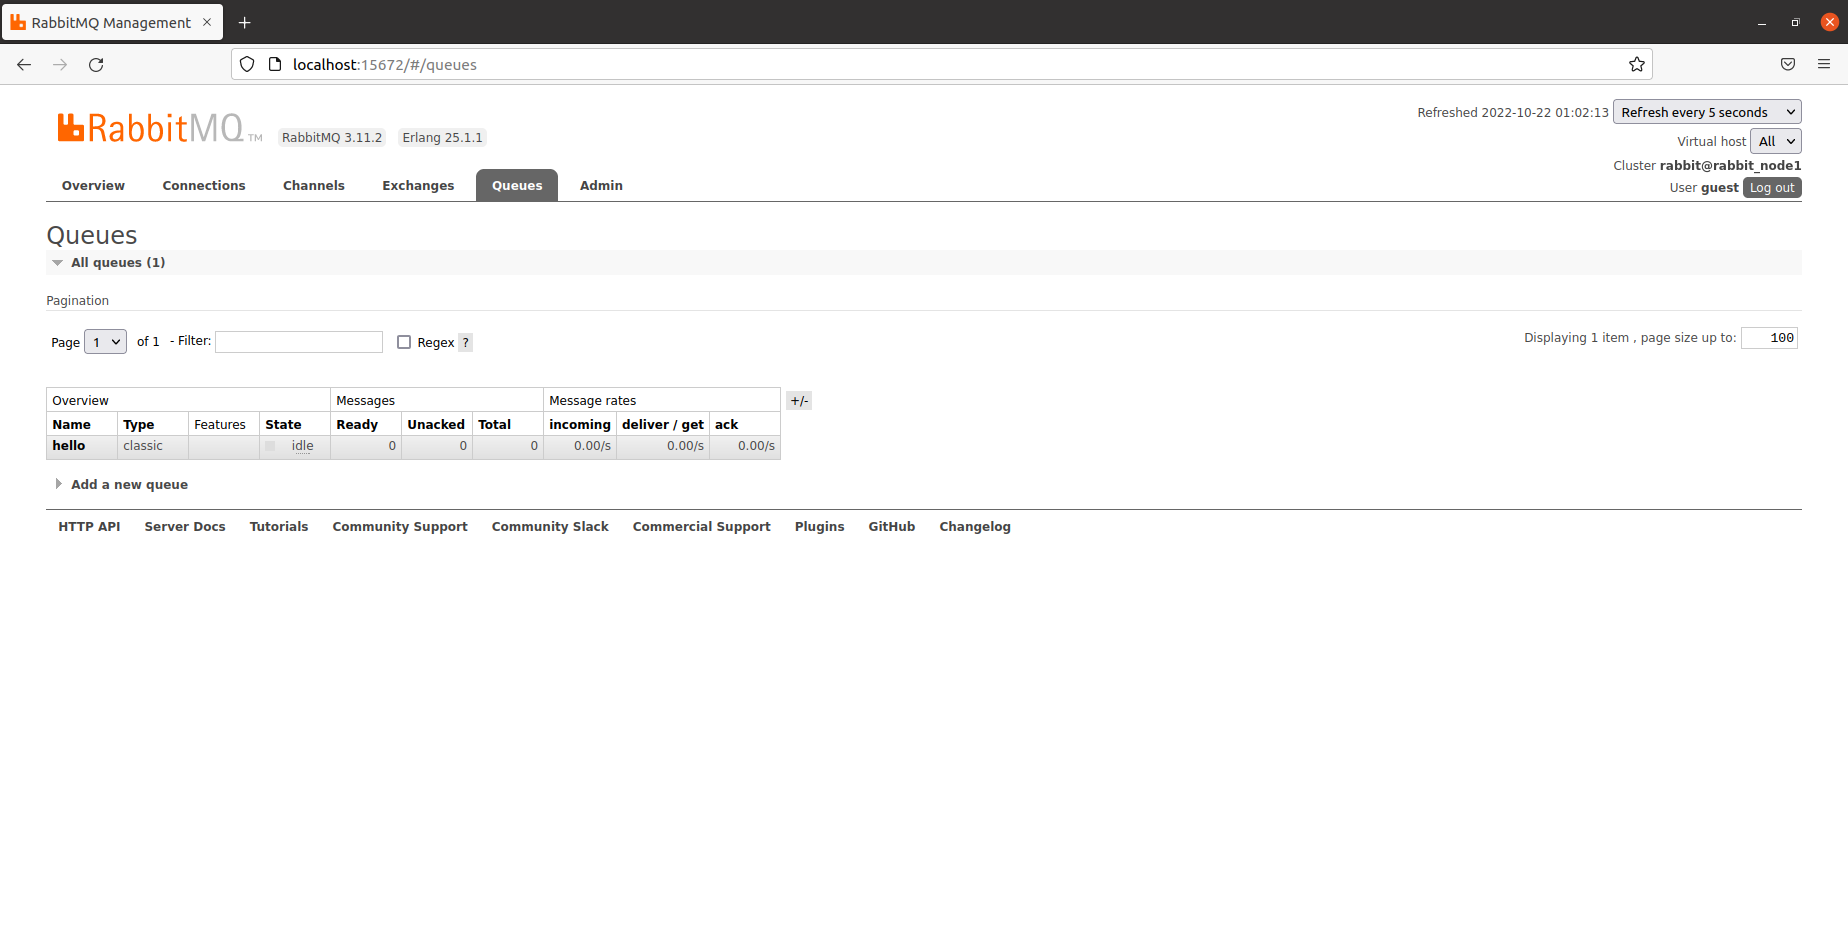 RabbitMQ Management
localhost:15672/#/queues
RabbitMQ TM RabbitMQ 3.11.2 Erlang 25.1.1
Refreshed 2022-10-22 01:02:13 Refresh every 5 seconds
Virtual host All
Cluster rabbit@rabbit_node1
User guest Log out
Overview Connections Channels Exchanges Queues Admin
Queues
All queues (1)
Pagination
Page 1 of 1 - Filter: Regex ? Displaying 1 item , page size up to: 100
Overview Messages Message rates +/-
Name Type Features State Ready Unacked Total incoming deliver / get ack
hello classic idle 0 0 0 0.00/s 0.00/s 0.00/s
Add a new queue
HTTP API Server Docs Tutorials Community Support Community Slack Commercial Support Plugins GitHub Changelog